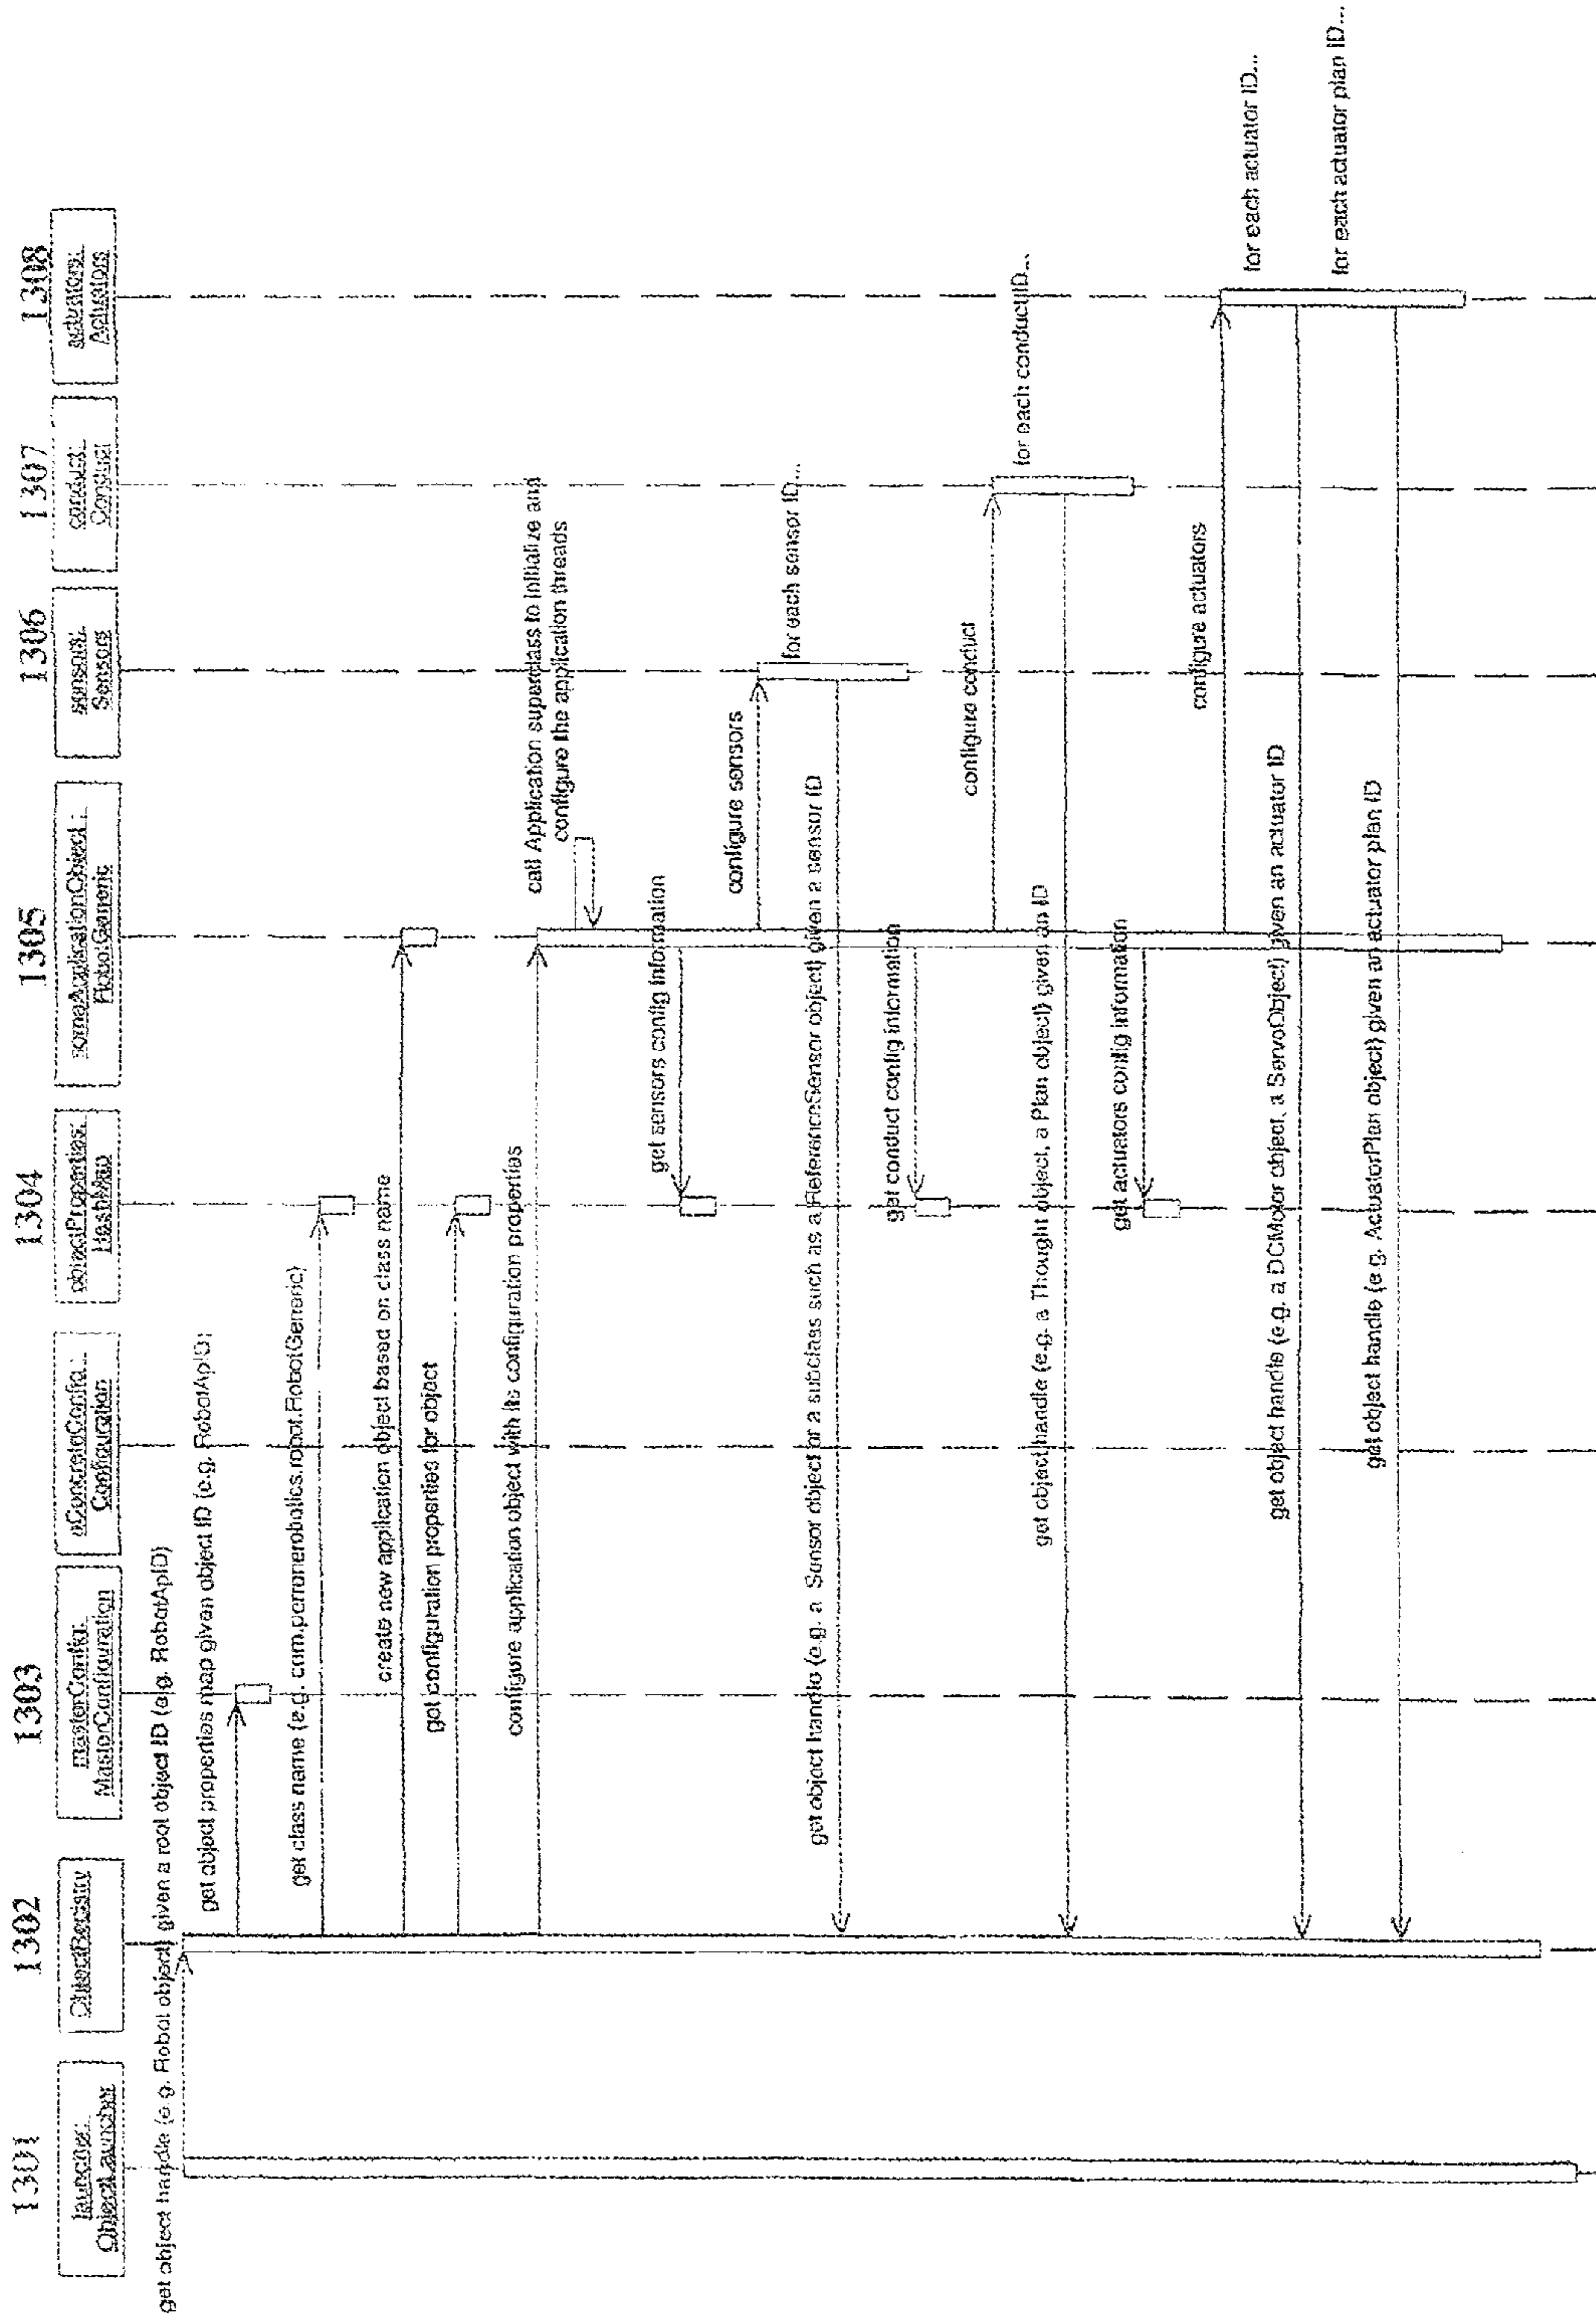 1301
1302
1303
1304
1305
1306
1307
1308
launcher:
ObjectLauncher
ObjectRegistry
masterConfig:
MasterConfiguration
aConcreteConfig :
Configuration
objectProperties:
HashMap
somaApplicationObject :
RobotGeneric
sensors:
Sensors
conduct:
Conduct
actuators:
Actuators
get object handle (e.g. Robot object) given a root object ID (e.g. RobotApID)
get object properties map given object ID (e.g. RobotApID)
get class name (e.g. com.perronerobotics.robot.RobotGeneric)
create new application object based on class name
get configuration properties for object
configure application object with its configuration properties
call Application superclass to initialize and
configure the application threads
get sensors config information
configure sensors
for each sensor ID...
get object handle (e.g. a Sensor object or a subclass such as a ReferenceSensor object) given a sensor ID
get conduct config information
configure conduct
for each conduct ID...
get object handle (e.g. a Thought object, a Plan object) given an ID
get actuators config information
configure actuators
for each actuator ID...
get object handle (e.g. a DCMotor object, a ServoObject) given an actuator ID
for each actuator plan ID...
get object handle (e.g. ActuatorPlan object) given an actuator plan ID